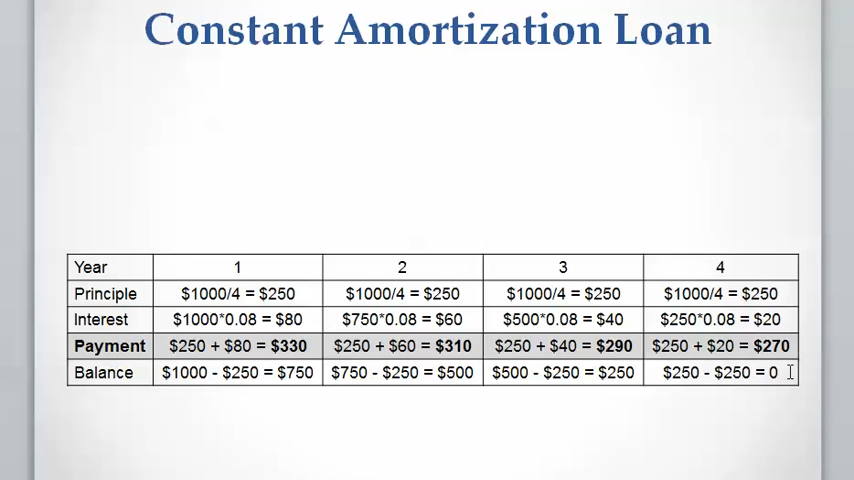 Constant Amortization Loan
Year 1 2 3 4
Principle $1000/4 = $250 $1000/4 = $250 $1000/4 = $250 $1000/4 = $250
Interest $1000*0.08 = $80 $750*0.08 = $60 $500*0.08 = $40 $250*0.08 = $20
Payment $250 + $80 = $330 $250 + $60 = $310 $250 + $40 = $290 $250 + $20 = $270
Balance $1000 - $250 = $750 $750 - $250 = $500 $500 - $250 = $250 $250 - $250 = 0